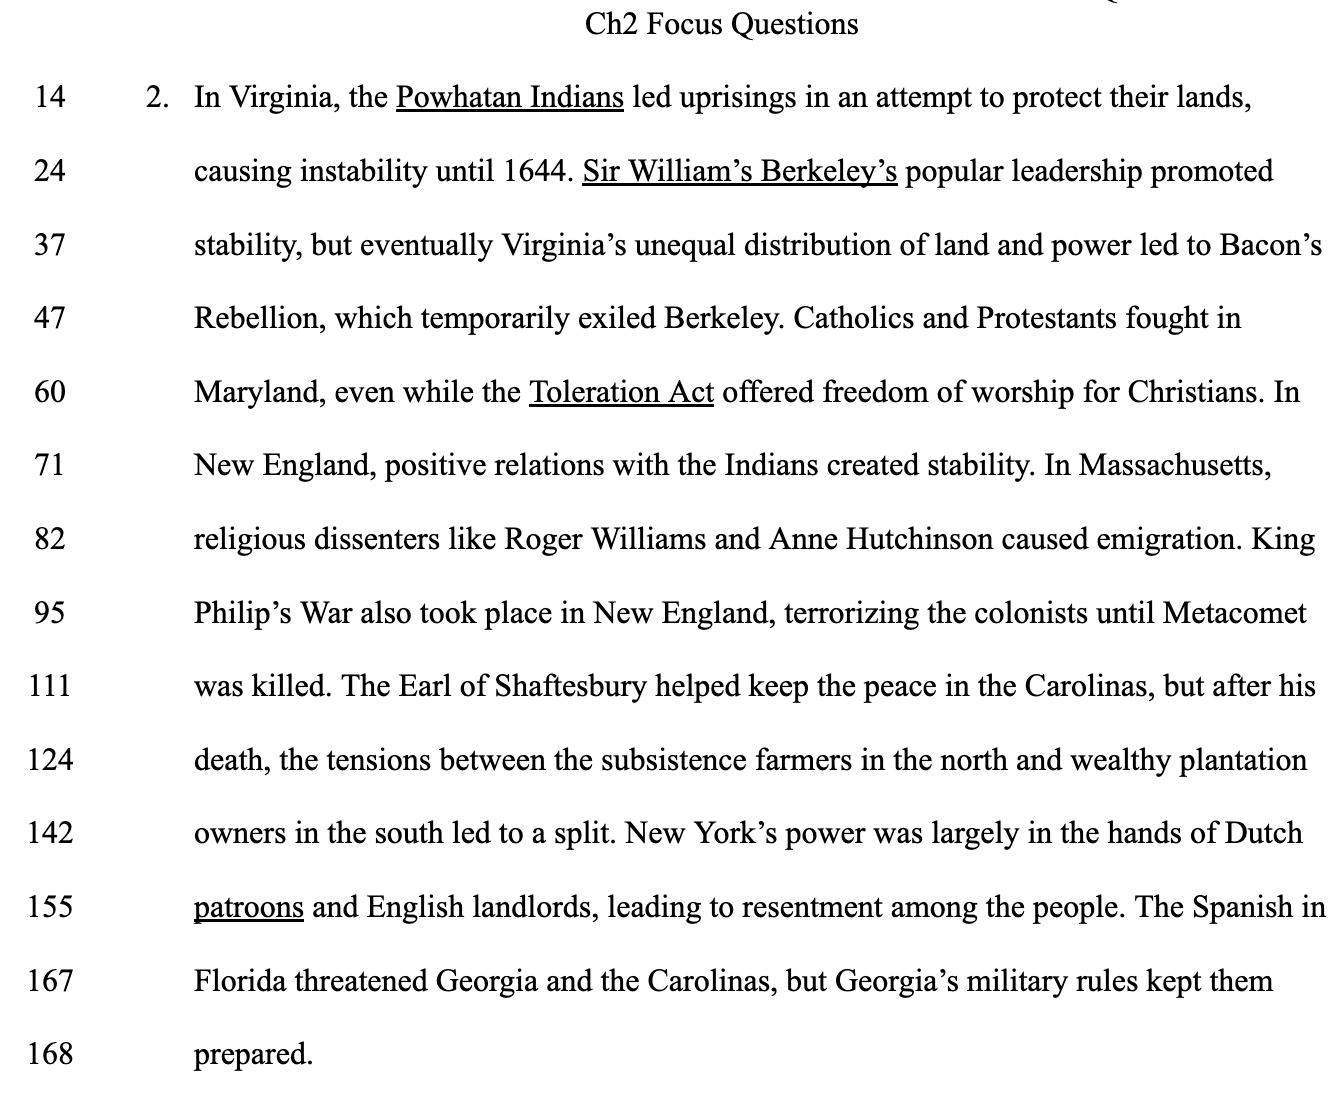 Ch2 Focus Questions
14 2. In Virginia, the Powhatan Indians led uprisings in an attempt to protect their lands,
24 causing instability until 1644. Sir William’s Berkeley’s popular leadership promoted
37 stability, but eventually Virginia’s unequal distribution of land and power led to Bacon’s
47 Rebellion, which temporarily exiled Berkeley. Catholics and Protestants fought in
60 Maryland, even while the Toleration Act offered freedom of worship for Christians. In
71 New England, positive relations with the Indians created stability. In Massachusetts,
82 religious dissenters like Roger Williams and Anne Hutchinson caused emigration. King
95 Philip’s War also took place in New England, terrorizing the colonists until Metacomet
111 was killed. The Earl of Shaftesbury helped keep the peace in the Carolinas, but after his
124 death, the tensions between the subsistence farmers in the north and wealthy plantation
142 owners in the south led to a split. New York’s power was largely in the hands of Dutch
155 patroons and English landlords, leading to resentment among the people. The Spanish in
167 Florida threatened Georgia and the Carolinas, but Georgia’s military rules kept them
168 prepared.